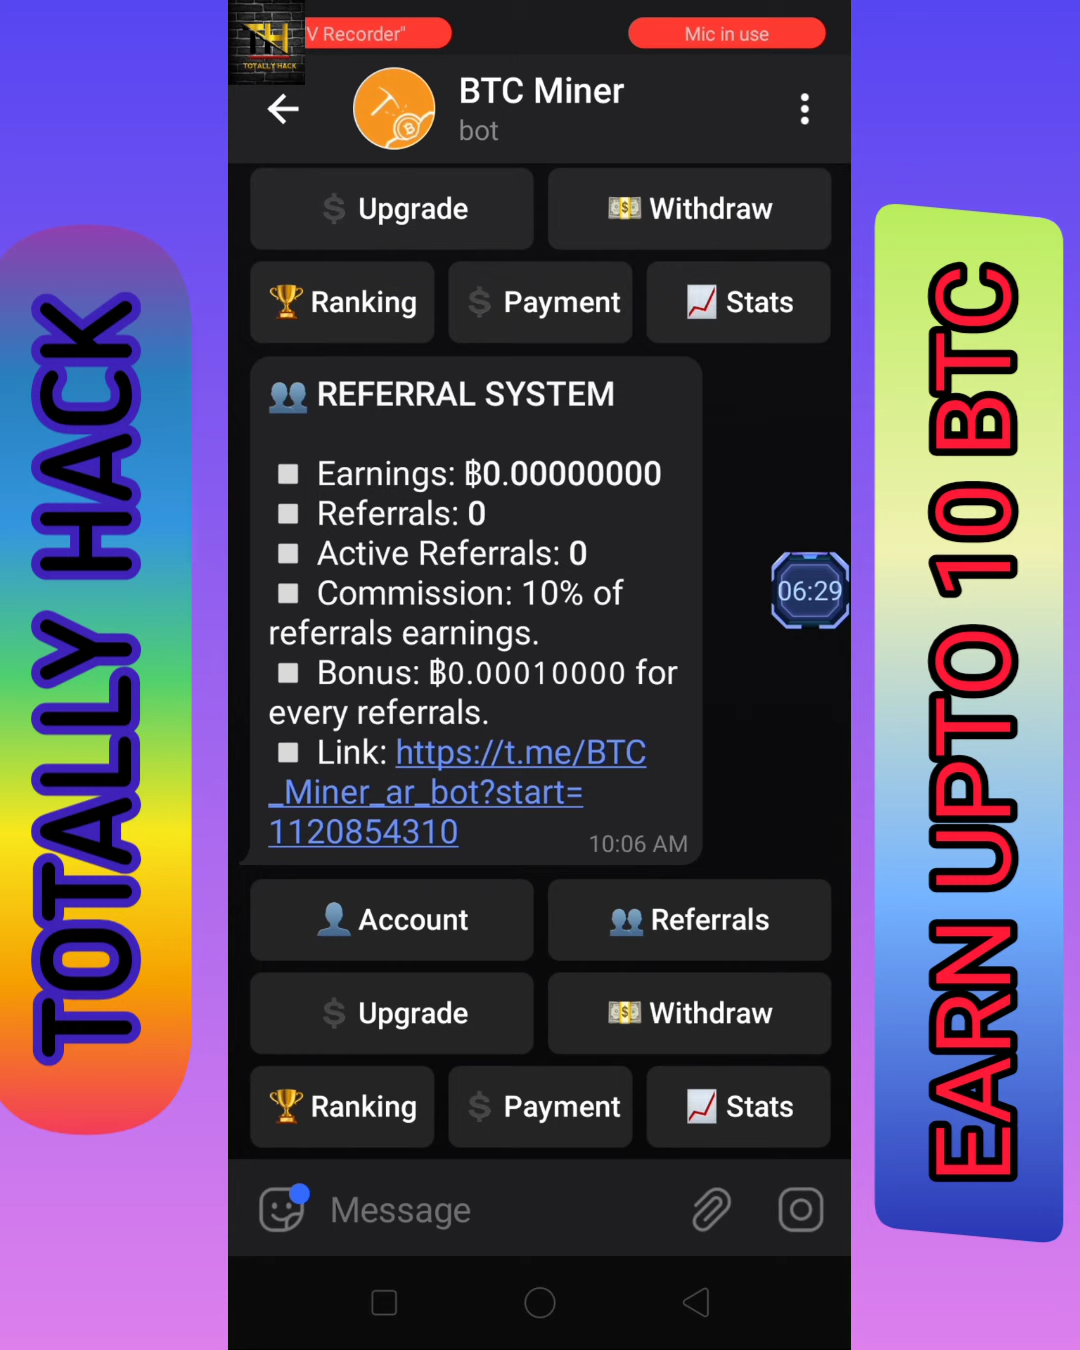 TOTALLY HACK
V Recorder"
Mic in use
TH
TOTALLY HACK
BTC Miner
bot
$ Upgrade
Withdraw
Ranking
$ Payment
Stats
REFERRAL SYSTEM
Earnings: ฿0.00000000
Referrals: 0
Active Referrals: 0
Commission: 10% of
referrals earnings.
Bonus: ฿0.00010000 for
every referrals.
Link: https://t.me/BTC
_Miner_ar_bot?start=
1120854310
10:06 AM
06:29
Account
Referrals
$ Upgrade
Withdraw
Ranking
$ Payment
Stats
Message
EARN UPTO 10 BTC